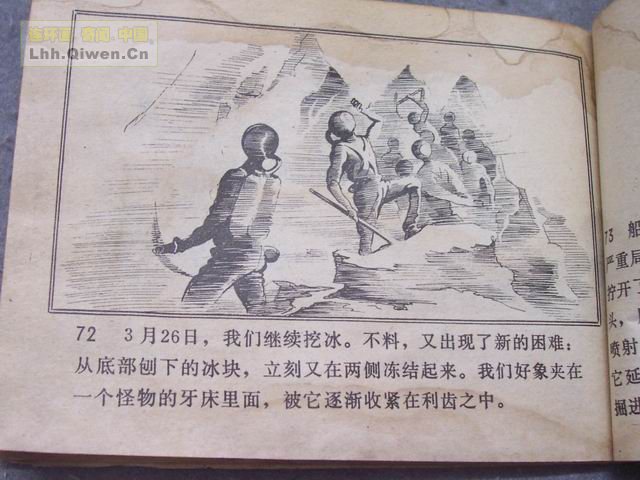 连环画 奇闻.中国
Lhh.Qiwen.Cn
72 3月26日，我们继续挖冰。不料，又出现了新的困难：
从底部刨下的冰块，立刻又在两侧冻结起来。我们好象夹在
一个怪物的牙床里面，被它逐渐收紧在利齿之中。
73 船
严重局
拧开了
头，
喷射
它延
掘进